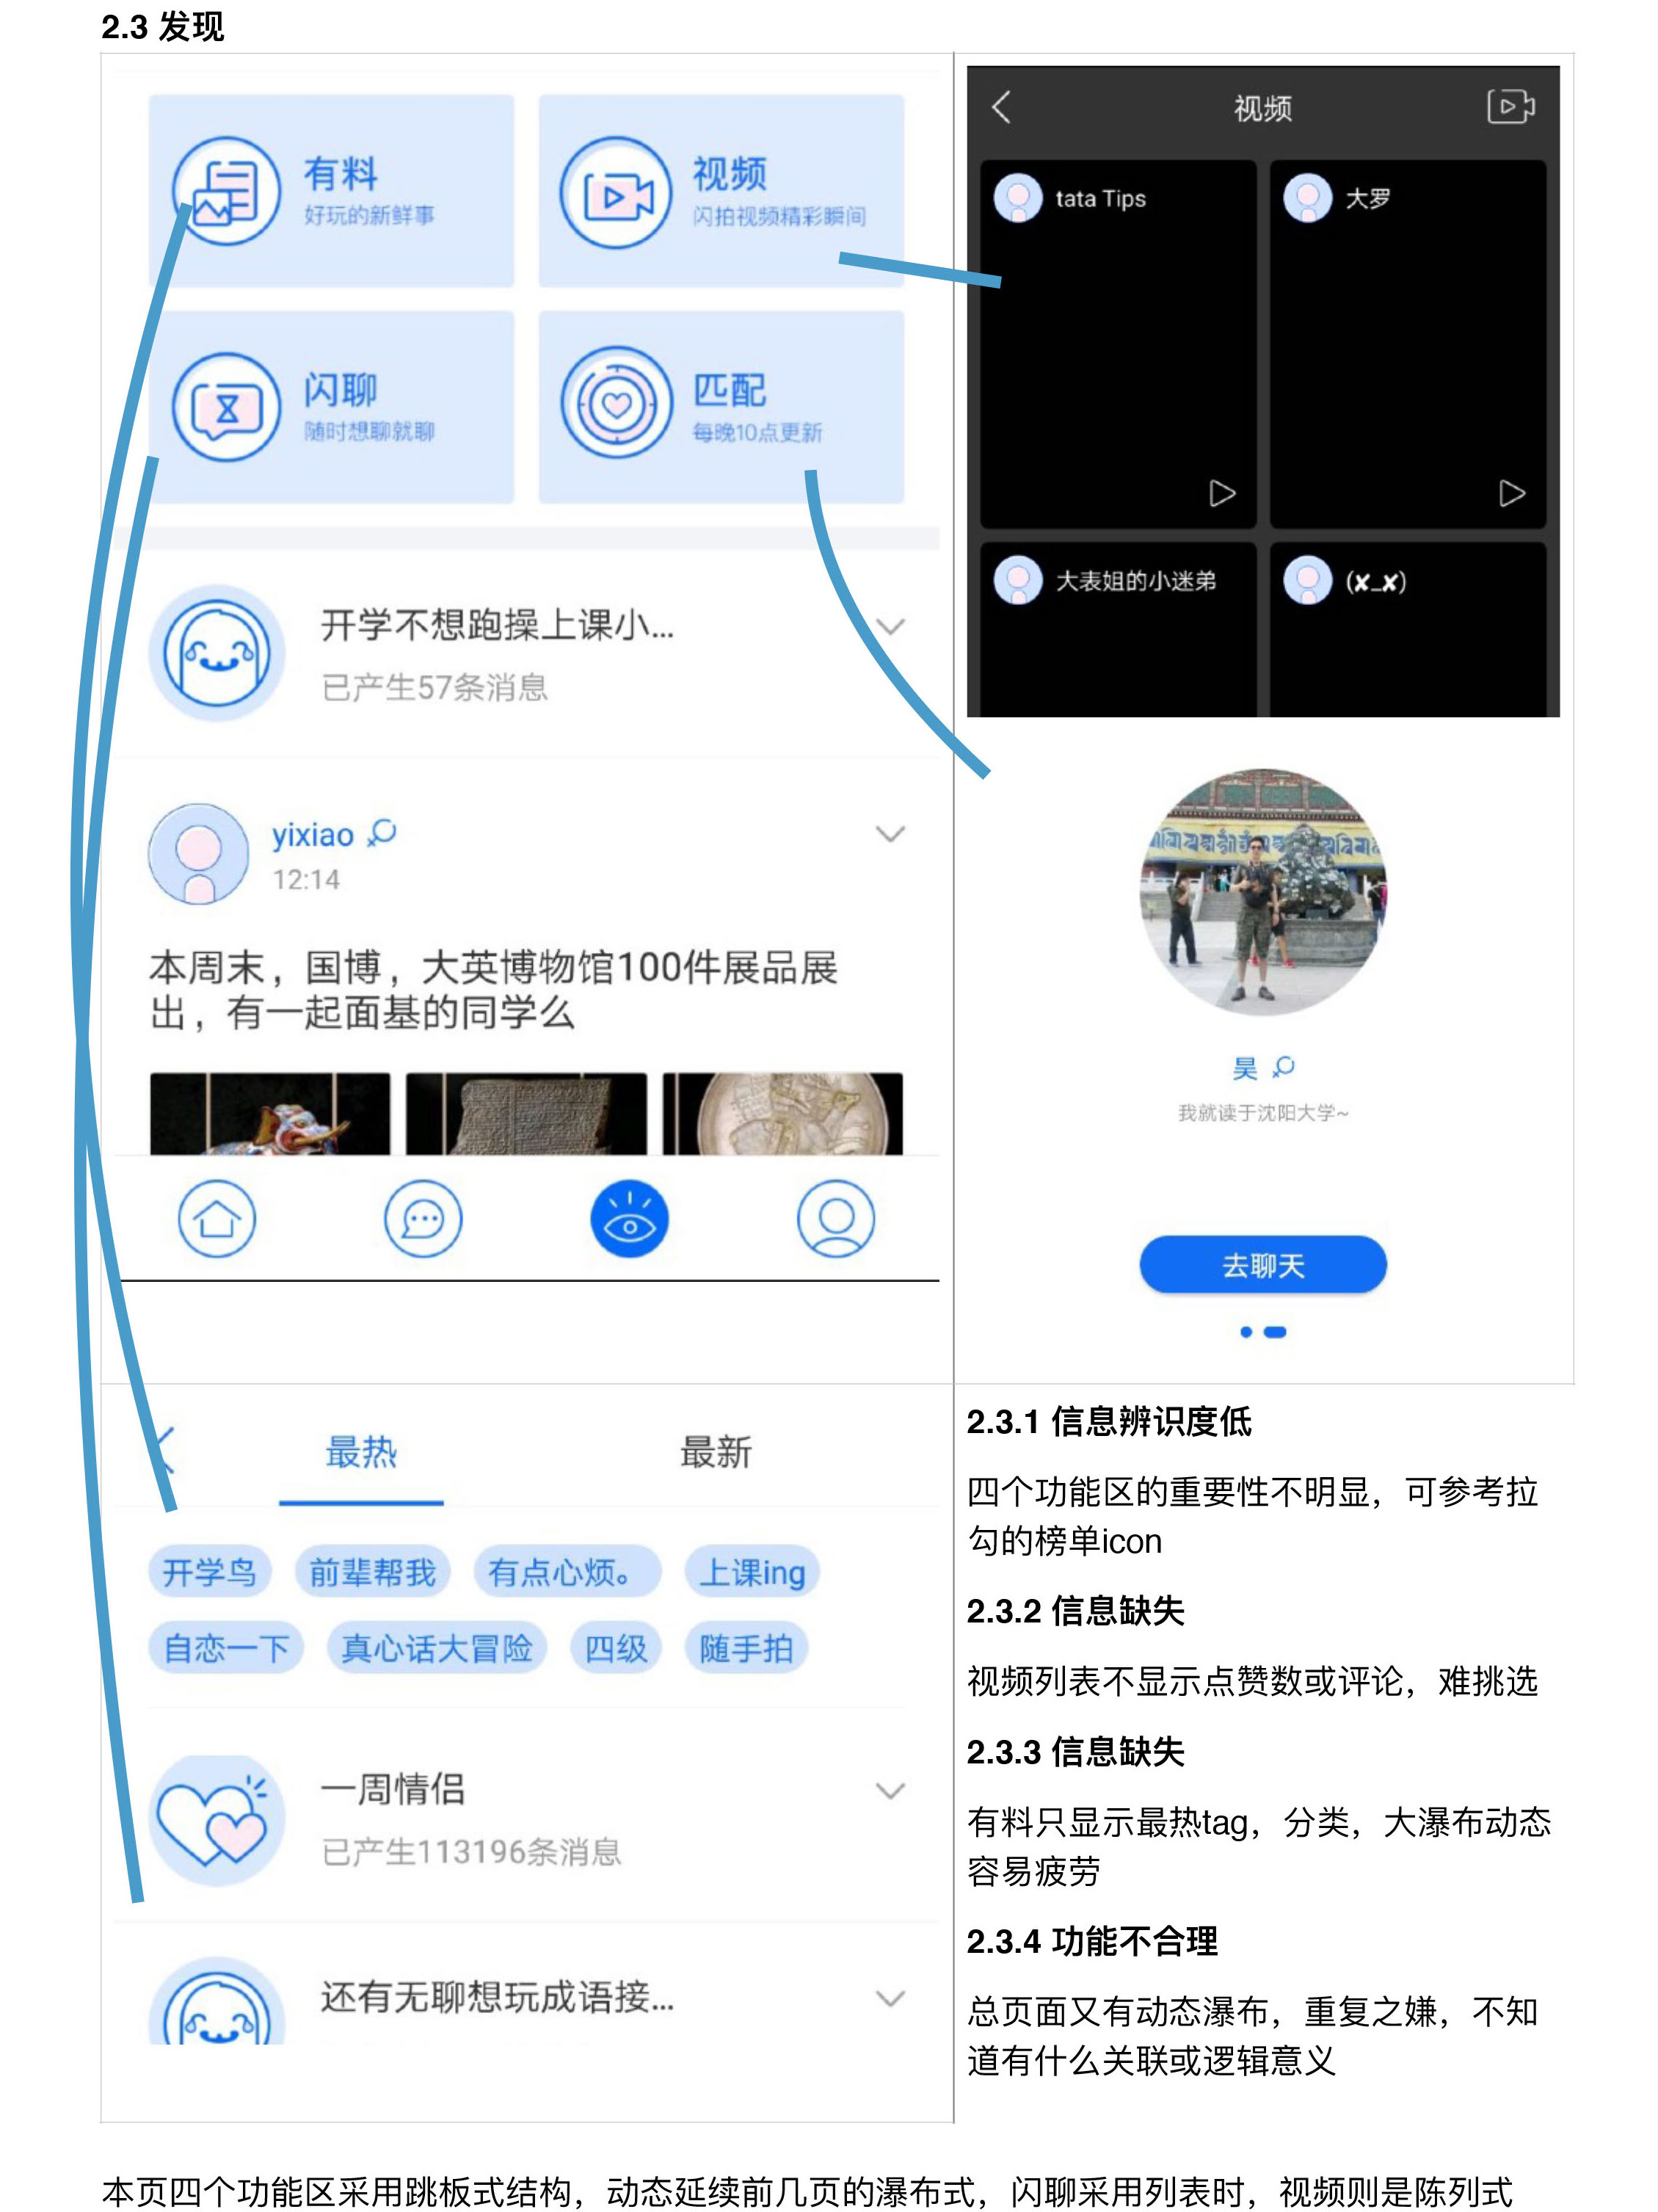 2.3 发现
有料
好玩的新鲜事
视频
闪拍视频精彩瞬间
闪聊
随时想聊就聊
匹配
每晚10点更新
开学不想跑操上课小...
已产生57条消息
yixiao
12:14
本周末，国博，大英博物馆100件展品展
出，有一起面基的同学么
视频
tata Tips
大罗
大表姐的小迷弟
(✘_✘)
昊
我就读于沈阳大学~
去聊天
最热
最新
开学鸟
前辈帮我
有点心烦。
上课ing
自恋一下
真心话大冒险
四级
随手拍
一周情侣
已产生113196条消息
还有无聊想玩成语接...
2.3.1 信息辨识度低
四个功能区的重要性不明显，可参考拉
勾的榜单icon
2.3.2 信息缺失
视频列表不显示点赞数或评论，难挑选
2.3.3 信息缺失
有料只显示最热tag，分类，大瀑布动态
容易疲劳
2.3.4 功能不合理
总页面又有动态瀑布，重复之嫌，不知
道有什么关联或逻辑意义
本页四个功能区采用跳板式结构，动态延续前几页的瀑布式，闪聊采用列表时，视频则是陈列式